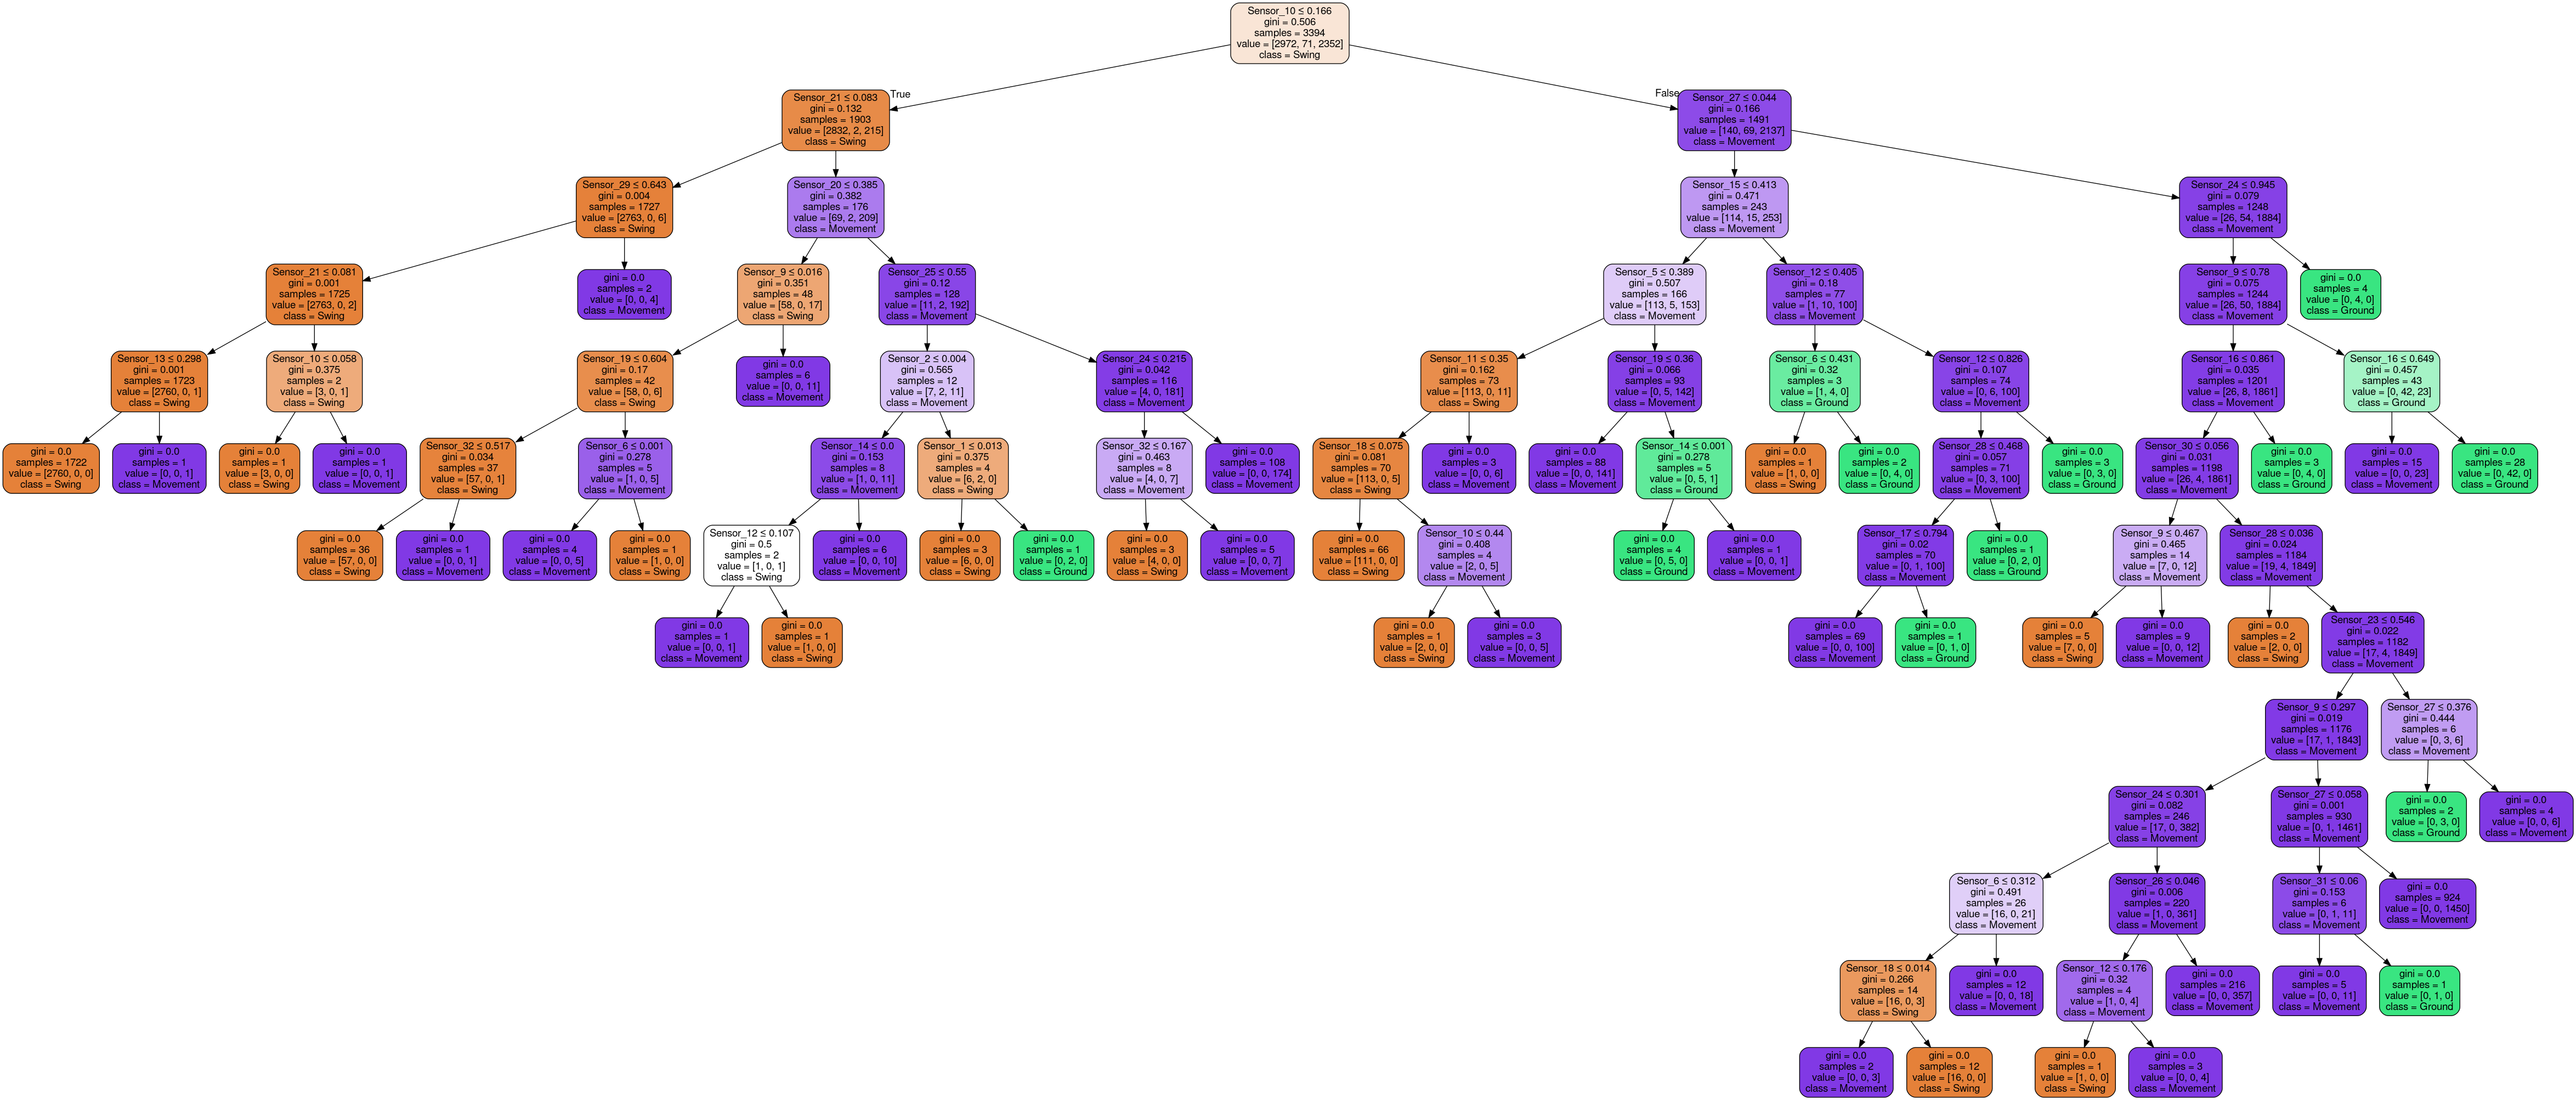 Sensor_10 ≤ 0.166
gini = 0.506
samples = 3394
value = [2972, 71, 2352]
class = Swing
True
False
Sensor_21 ≤ 0.083
gini = 0.132
samples = 1903
value = [2832, 2, 215]
class = Swing
Sensor_27 ≤ 0.044
gini = 0.166
samples = 1491
value = [140, 69, 2137]
class = Movement
Sensor_29 ≤ 0.643
gini = 0.004
samples = 1727
value = [2763, 0, 6]
class = Swing
Sensor_20 ≤ 0.385
gini = 0.382
samples = 176
value = [69, 2, 209]
class = Movement
Sensor_15 ≤ 0.413
gini = 0.471
samples = 243
value = [114, 15, 253]
class = Movement
Sensor_24 ≤ 0.945
gini = 0.079
samples = 1248
value = [26, 54, 1884]
class = Movement
Sensor_21 ≤ 0.081
gini = 0.001
samples = 1725
value = [2763, 0, 2]
class = Swing
gini = 0.0
samples = 2
value = [0, 0, 4]
class = Movement
Sensor_9 ≤ 0.016
gini = 0.351
samples = 48
value = [58, 0, 17]
class = Swing
Sensor_25 ≤ 0.55
gini = 0.12
samples = 128
value = [11, 2, 192]
class = Movement
Sensor_5 ≤ 0.389
gini = 0.507
samples = 166
value = [113, 5, 153]
class = Movement
Sensor_12 ≤ 0.405
gini = 0.18
samples = 77
value = [1, 10, 100]
class = Movement
Sensor_9 ≤ 0.78
gini = 0.075
samples = 1244
value = [26, 50, 1884]
class = Movement
gini = 0.0
samples = 4
value = [0, 4, 0]
class = Ground
Sensor_13 ≤ 0.298
gini = 0.001
samples = 1723
value = [2760, 0, 1]
class = Swing
Sensor_10 ≤ 0.058
gini = 0.375
samples = 2
value = [3, 0, 1]
class = Swing
Sensor_19 ≤ 0.604
gini = 0.17
samples = 42
value = [58, 0, 6]
class = Swing
gini = 0.0
samples = 6
value = [0, 0, 11]
class = Movement
Sensor_2 ≤ 0.004
gini = 0.565
samples = 12
value = [7, 2, 11]
class = Movement
Sensor_24 ≤ 0.215
gini = 0.042
samples = 116
value = [4, 0, 181]
class = Movement
Sensor_11 ≤ 0.35
gini = 0.162
samples = 73
value = [113, 0, 11]
class = Swing
Sensor_19 ≤ 0.36
gini = 0.066
samples = 93
value = [0, 5, 142]
class = Movement
Sensor_6 ≤ 0.431
gini = 0.32
samples = 3
value = [1, 4, 0]
class = Ground
Sensor_12 ≤ 0.826
gini = 0.107
samples = 74
value = [0, 6, 100]
class = Movement
Sensor_16 ≤ 0.861
gini = 0.035
samples = 1201
value = [26, 8, 1861]
class = Movement
Sensor_16 ≤ 0.649
gini = 0.457
samples = 43
value = [0, 42, 23]
class = Ground
gini = 0.0
samples = 1722
value = [2760, 0, 0]
class = Swing
gini = 0.0
samples = 1
value = [0, 0, 1]
class = Movement
gini = 0.0
samples = 1
value = [3, 0, 0]
class = Swing
gini = 0.0
samples = 1
value = [0, 0, 1]
class = Movement
Sensor_32 ≤ 0.517
gini = 0.034
samples = 37
value = [57, 0, 1]
class = Swing
Sensor_6 ≤ 0.001
gini = 0.278
samples = 5
value = [1, 0, 5]
class = Movement
Sensor_14 ≤ 0.0
gini = 0.153
samples = 8
value = [1, 0, 11]
class = Movement
Sensor_1 ≤ 0.013
gini = 0.375
samples = 4
value = [6, 2, 0]
class = Swing
Sensor_32 ≤ 0.167
gini = 0.463
samples = 8
value = [4, 0, 7]
class = Movement
gini = 0.0
samples = 108
value = [0, 0, 174]
class = Movement
Sensor_18 ≤ 0.075
gini = 0.081
samples = 70
value = [113, 0, 5]
class = Swing
gini = 0.0
samples = 3
value = [0, 0, 6]
class = Movement
gini = 0.0
samples = 88
value = [0, 0, 141]
class = Movement
Sensor_14 ≤ 0.001
gini = 0.278
samples = 5
value = [0, 5, 1]
class = Ground
gini = 0.0
samples = 1
value = [1, 0, 0]
class = Swing
gini = 0.0
samples = 2
value = [0, 4, 0]
class = Ground
Sensor_28 ≤ 0.468
gini = 0.057
samples = 71
value = [0, 3, 100]
class = Movement
gini = 0.0
samples = 3
value = [0, 3, 0]
class = Ground
Sensor_30 ≤ 0.056
gini = 0.031
samples = 1198
value = [26, 4, 1861]
class = Movement
gini = 0.0
samples = 3
value = [0, 4, 0]
class = Ground
gini = 0.0
samples = 15
value = [0, 0, 23]
class = Movement
gini = 0.0
samples = 28
value = [0, 42, 0]
class = Ground
gini = 0.0
samples = 36
value = [57, 0, 0]
class = Swing
gini = 0.0
samples = 1
value = [0, 0, 1]
class = Movement
gini = 0.0
samples = 4
value = [0, 0, 5]
class = Movement
gini = 0.0
samples = 1
value = [1, 0, 0]
class = Swing
Sensor_12 ≤ 0.107
gini = 0.5
samples = 2
value = [1, 0, 1]
class = Swing
gini = 0.0
samples = 6
value = [0, 0, 10]
class = Movement
gini = 0.0
samples = 3
value = [6, 0, 0]
class = Swing
gini = 0.0
samples = 1
value = [0, 2, 0]
class = Ground
gini = 0.0
samples = 3
value = [4, 0, 0]
class = Swing
gini = 0.0
samples = 5
value = [0, 0, 7]
class = Movement
gini = 0.0
samples = 66
value = [111, 0, 0]
class = Swing
Sensor_10 ≤ 0.44
gini = 0.408
samples = 4
value = [2, 0, 5]
class = Movement
gini = 0.0
samples = 4
value = [0, 5, 0]
class = Ground
gini = 0.0
samples = 1
value = [0, 0, 1]
class = Movement
Sensor_17 ≤ 0.794
gini = 0.02
samples = 70
value = [0, 1, 100]
class = Movement
gini = 0.0
samples = 1
value = [0, 2, 0]
class = Ground
Sensor_9 ≤ 0.467
gini = 0.465
samples = 14
value = [7, 0, 12]
class = Movement
Sensor_28 ≤ 0.036
gini = 0.024
samples = 1184
value = [19, 4, 1849]
class = Movement
gini = 0.0
samples = 1
value = [0, 0, 1]
class = Movement
gini = 0.0
samples = 1
value = [1, 0, 0]
class = Swing
gini = 0.0
samples = 1
value = [2, 0, 0]
class = Swing
gini = 0.0
samples = 3
value = [0, 0, 5]
class = Movement
gini = 0.0
samples = 69
value = [0, 0, 100]
class = Movement
gini = 0.0
samples = 1
value = [0, 1, 0]
class = Ground
gini = 0.0
samples = 5
value = [7, 0, 0]
class = Swing
gini = 0.0
samples = 9
value = [0, 0, 12]
class = Movement
gini = 0.0
samples = 2
value = [2, 0, 0]
class = Swing
Sensor_23 ≤ 0.546
gini = 0.022
samples = 1182
value = [17, 4, 1849]
class = Movement
Sensor_9 ≤ 0.297
gini = 0.019
samples = 1176
value = [17, 1, 1843]
class = Movement
Sensor_27 ≤ 0.376
gini = 0.444
samples = 6
value = [0, 3, 6]
class = Movement
Sensor_24 ≤ 0.301
gini = 0.082
samples = 246
value = [17, 0, 382]
class = Movement
Sensor_27 ≤ 0.058
gini = 0.001
samples = 930
value = [0, 1, 1461]
class = Movement
gini = 0.0
samples = 2
value = [0, 3, 0]
class = Ground
gini = 0.0
samples = 4
value = [0, 0, 6]
class = Movement
Sensor_6 ≤ 0.312
gini = 0.491
samples = 26
value = [16, 0, 21]
class = Movement
Sensor_26 ≤ 0.046
gini = 0.006
samples = 220
value = [1, 0, 361]
class = Movement
Sensor_31 ≤ 0.06
gini = 0.153
samples = 6
value = [0, 1, 11]
class = Movement
gini = 0.0
samples = 924
value = [0, 0, 1450]
class = Movement
Sensor_18 ≤ 0.014
gini = 0.266
samples = 14
value = [16, 0, 3]
class = Swing
gini = 0.0
samples = 12
value = [0, 0, 18]
class = Movement
Sensor_12 ≤ 0.176
gini = 0.32
samples = 4
value = [1, 0, 4]
class = Movement
gini = 0.0
samples = 216
value = [0, 0, 357]
class = Movement
gini = 0.0
samples = 5
value = [0, 0, 11]
class = Movement
gini = 0.0
samples = 1
value = [0, 1, 0]
class = Ground
gini = 0.0
samples = 2
value = [0, 0, 3]
class = Movement
gini = 0.0
samples = 12
value = [16, 0, 0]
class = Swing
gini = 0.0
samples = 1
value = [1, 0, 0]
class = Swing
gini = 0.0
samples = 3
value = [0, 0, 4]
class = Movement